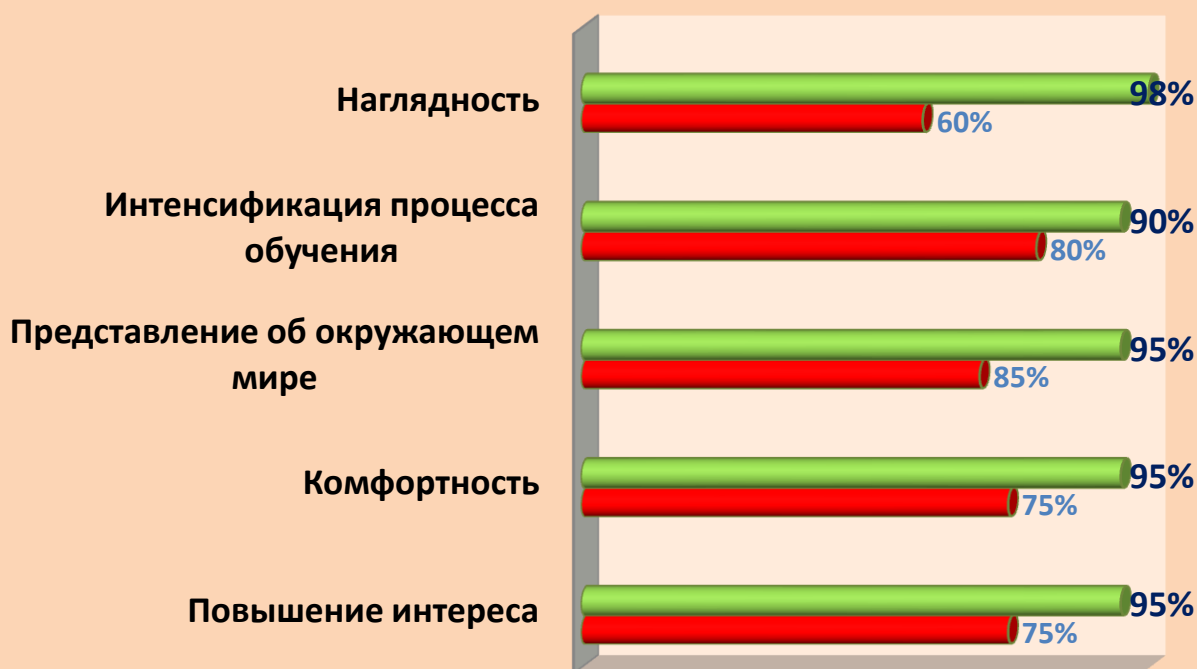 Наглядность
98%
60%
Интенсификация процесса
обучения
90%
80%
Представление об окружающем
мире
95%
85%
Комфортность
95%
75%
Повышение интереса
95%
75%